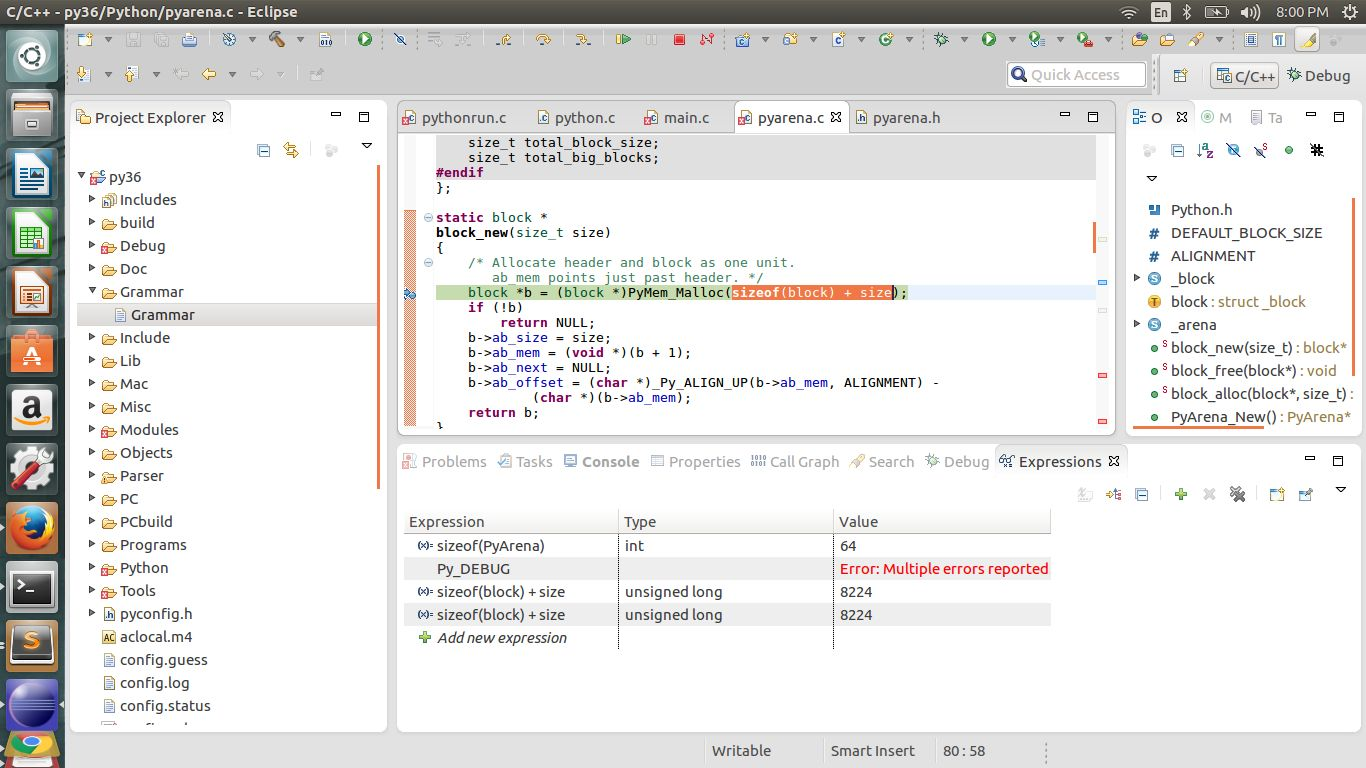 C/C++ - py36/Python/pyarena.c - Eclipse
En
8:00 PM
Quick Access
C/C++
Debug
Project Explorer
py36
Includes
build
Debug
Doc
Grammar
Grammar
Include
Lib
Mac
Misc
Modules
Objects
Parser
PC
PCbuild
Programs
Python
Tools
pyconfig.h
aclocal.m4
config.guess
config.log
config.status
pythonrun.c
python.c
main.c
pyarena.c
pyarena.h
size_t total_block_size;
size_t total_big_blocks;
#endif
};
static block *
block_new(size_t size)
{
/* Allocate header and block as one unit.
ab_mem points just past header. */
block *b = (block *)PyMem_Malloc(sizeof(block) + size);
if (!b)
return NULL;
b->ab_size = size;
b->ab_mem = (void *)(b + 1);
b->ab_next = NULL;
b->ab_offset = (char *)_Py_ALIGN_UP(b->ab_mem, ALIGNMENT) -
(char *)(b->ab_mem);
return b;
}
O
M
Ta
Python.h
DEFAULT_BLOCK_SIZE
ALIGNMENT
_block
block : struct _block
_arena
block_new(size_t) : block*
block_free(block*) : void
block_alloc(block*, size_t) :
PyArena_New() : PyArena*
Problems
Tasks
Console
Properties
Call Graph
Search
Debug
Expressions
Expression Type Value
sizeof(PyArena) int 64
Py_DEBUG Error: Multiple errors reported
sizeof(block) + size unsigned long 8224
sizeof(block) + size unsigned long 8224
Add new expression
Writable
Smart Insert
80 : 58